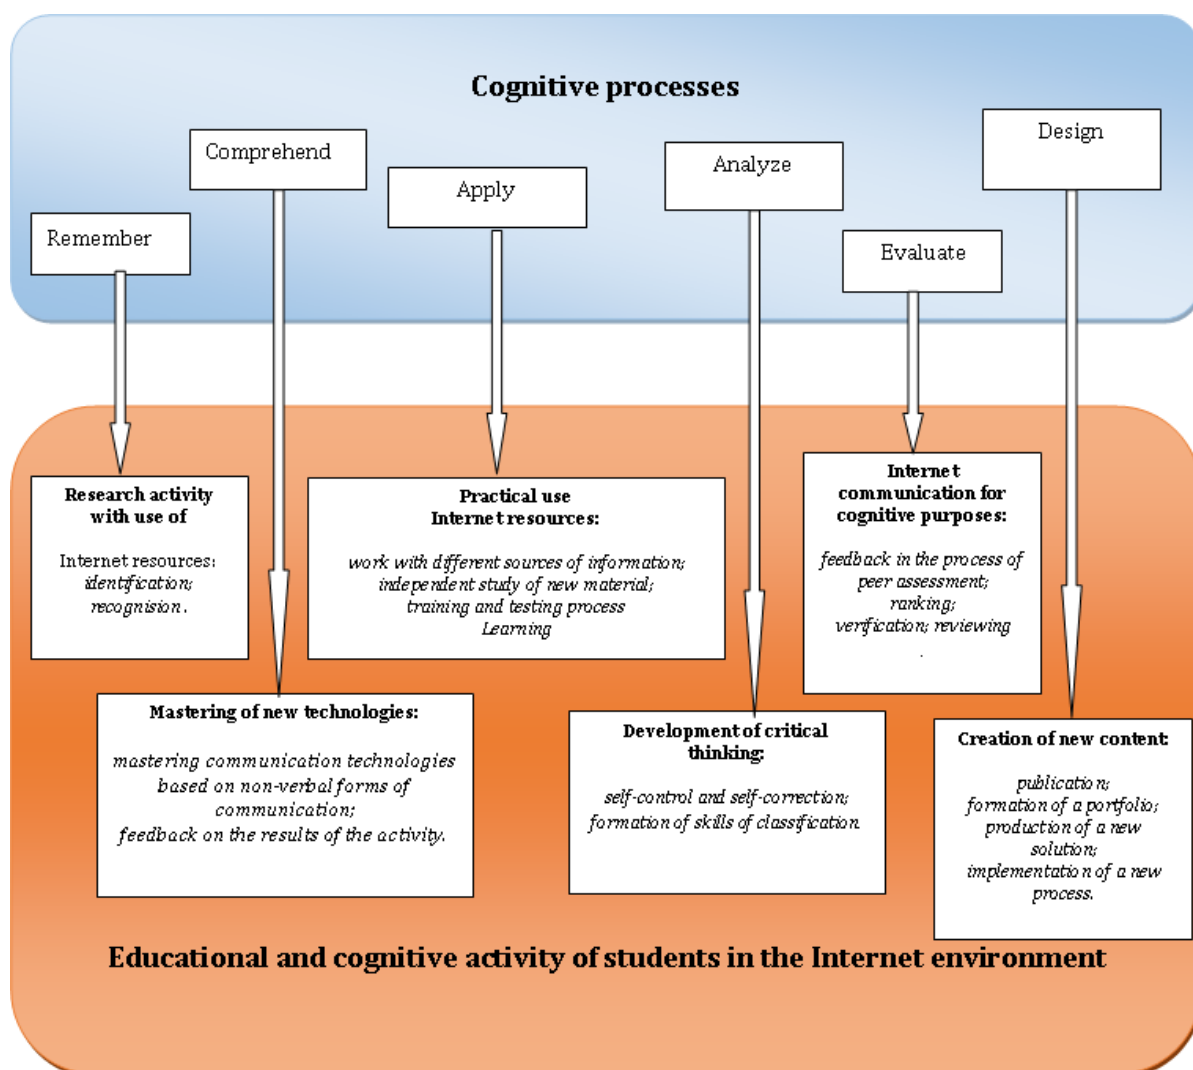 Cognitive processes
Remember
Comprehend
Apply
Analyze
Evaluate
Design
Research activity
with use of
Internet resources:
identification;
recognision .
Mastering of new technologies:
mastering communication technologies
based on non-verbal forms of
communication;
feedback on the results of the activity.
Practical use
Internet resources:
work with different sources of information;
independent study of new material;
training and testing process
Learning
Development of critical
thinking:
self-control and self-correction;
formation of skills of classification.
Internet
communication for
cognitive purposes:
feedback in the process of
peer assessment;
ranking;
verification; reviewing
.
Creation of new content:
publication;
formation of a portfolio;
production of a new
solution;
implementation of a new
process.
Educational and cognitive activity of students in the Internet environment